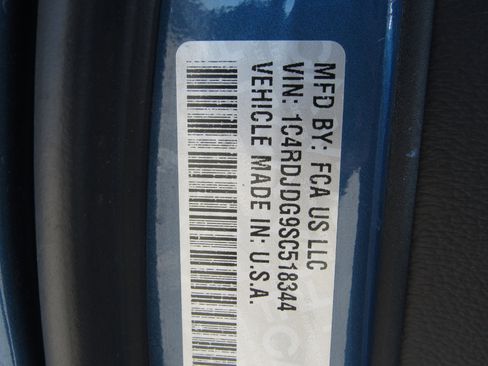 MFD BY: FCA US LLC
VIN: 1C4RDJDG9SC518344
VEHICLE MADE IN: U.S.A.